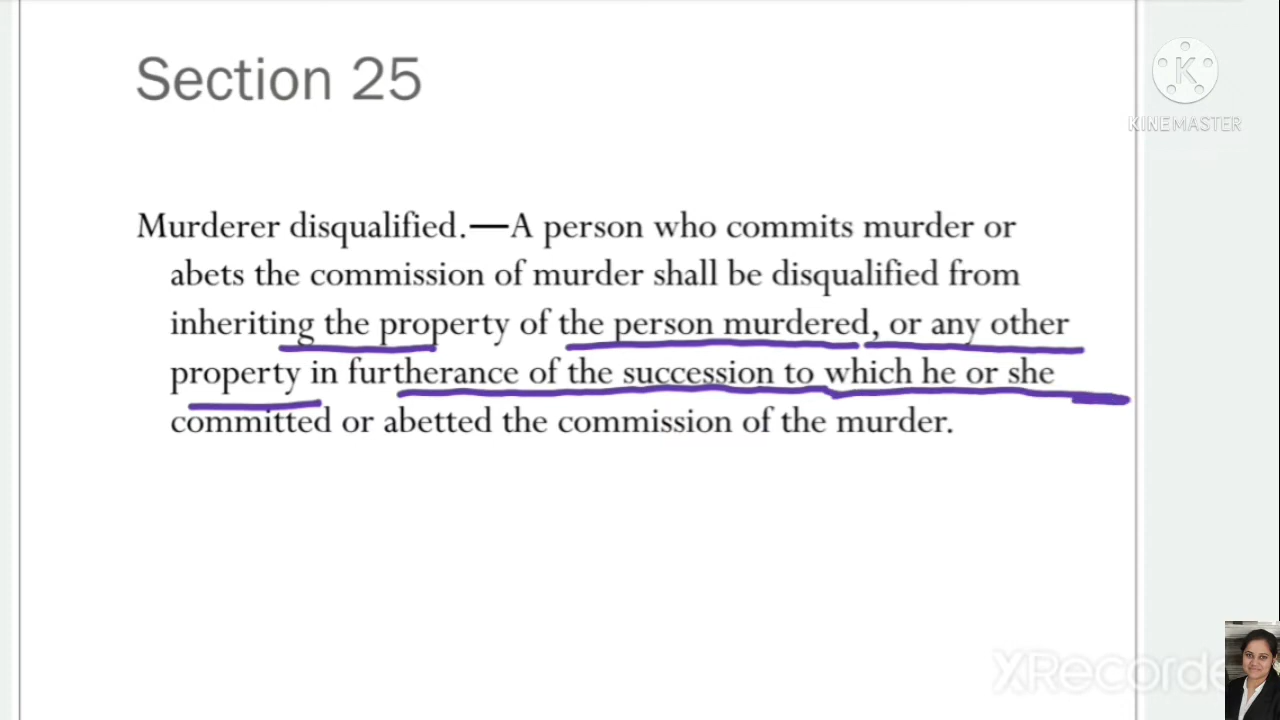 Section 25
K
KINEMASTER
Murderer disqualified.—A person who commits murder or
abets the commission of murder shall be disqualified from
inheriting the property of the person murdered, or any other
property in furtherance of the succession to which he or she
committed or abetted the commission of the murder.
XRecorde